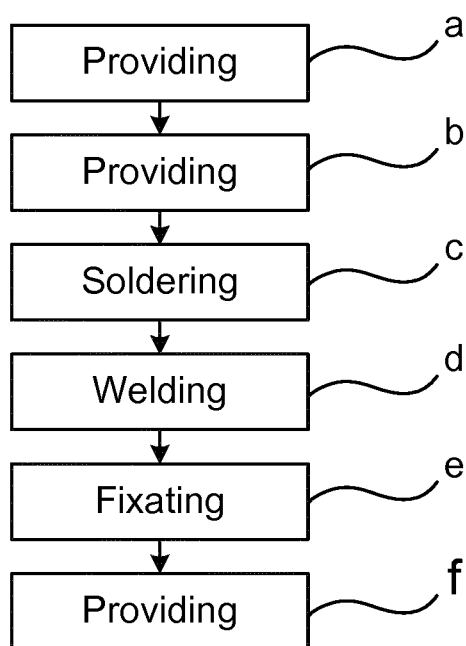 Providing a
Providing b
Soldering c
Welding d
Fixating e
Providing f